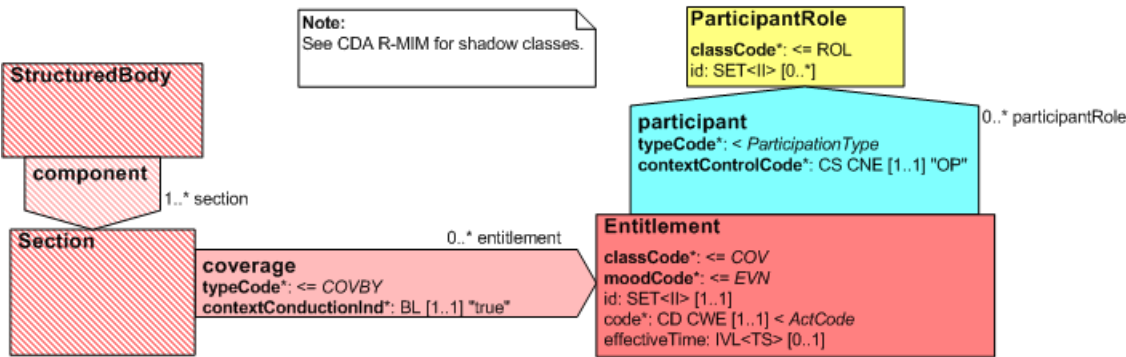 Note:
See CDA R-MIM for shadow classes.
ParticipantRole
classCode*: <= ROL
id: SET<II> [0..*]
StructuredBody
component
1..* section
participant
typeCode*: < ParticipationType
contextControlCode*: CS CNE [1..1] "OP"
0..* participantRole
Section
0..* entitlement
coverage
typeCode*: <= COVBY
contextConductionInd*: BL [1..1] "true"
Entitlement
classCode*: <= COV
moodCode*: <= EVN
id: SET<II> [1..1]
code*: CD CWE [1..1] < ActCode
effectiveTime: IVL<TS> [0..1]